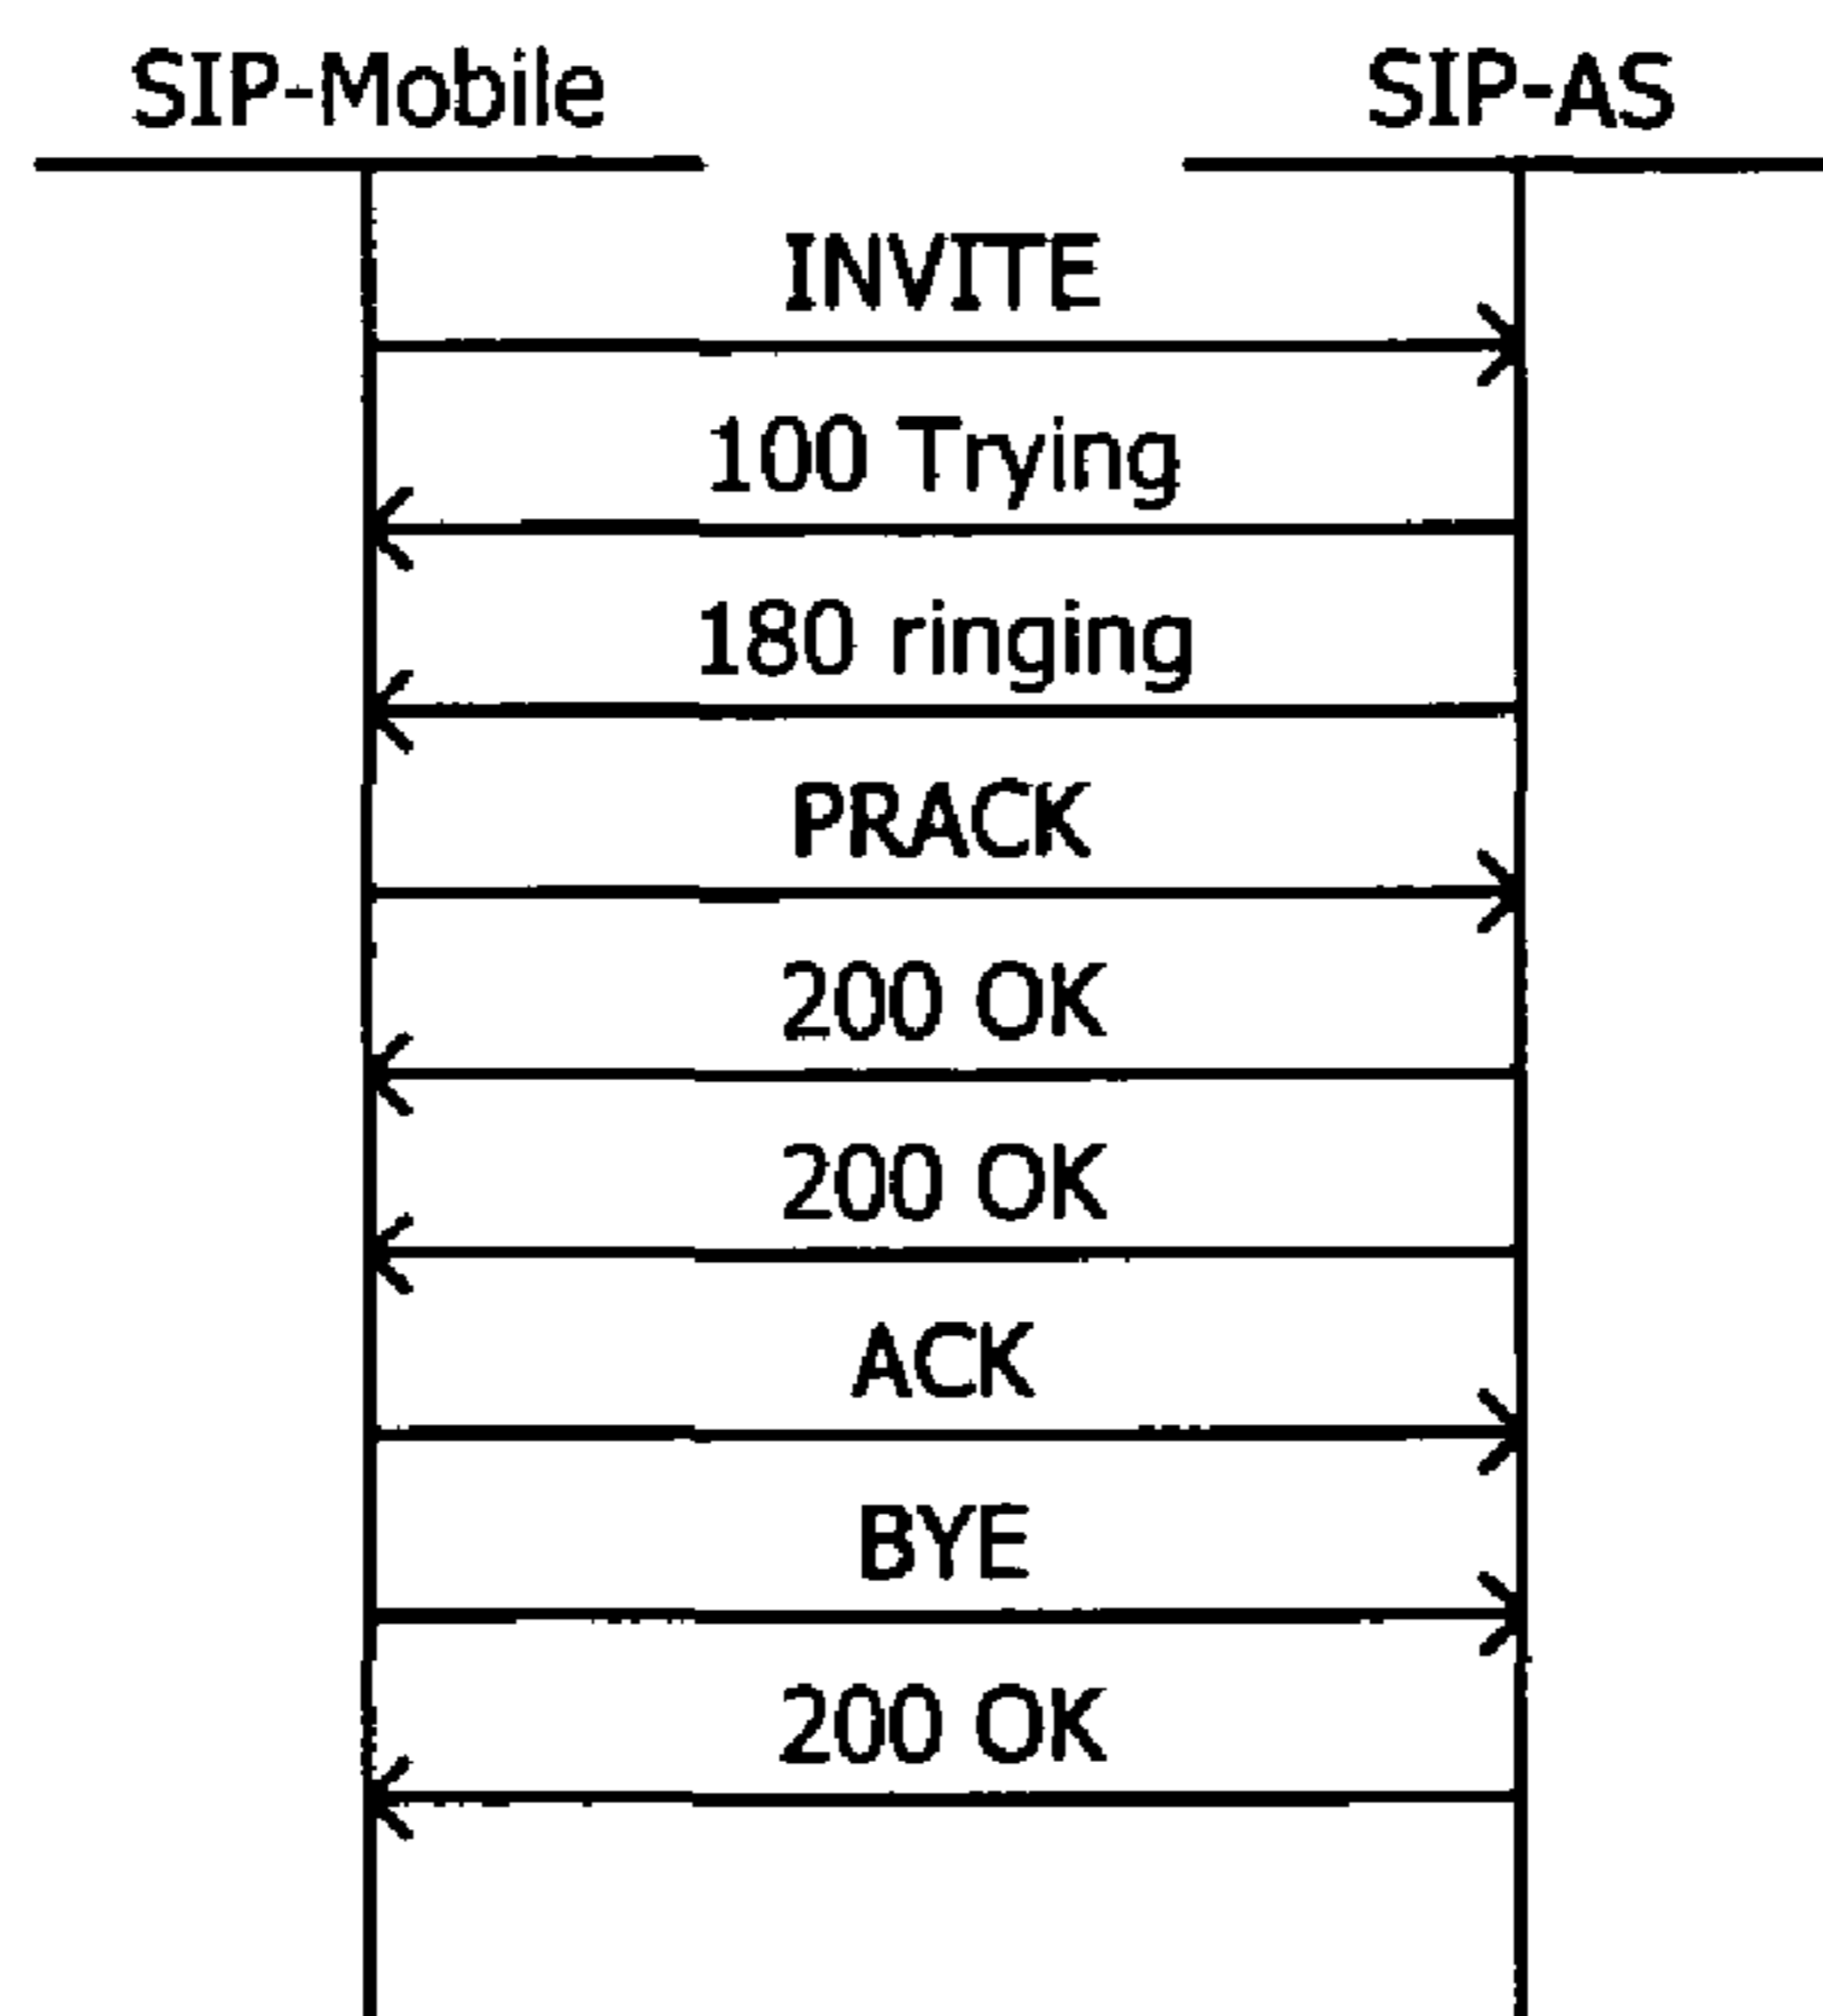 SIP-Mobile SIP-AS
INVITE
100 Trying
180 ringing
PRACK
200 OK
200 OK
ACK
BYE
200 OK